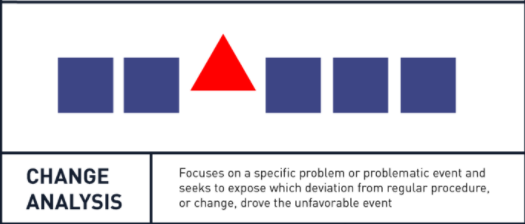 CHANGE
ANALYSIS
Focuses on a specific problem or problematic event and
seeks to expose which deviation from regular procedure,
or change, drove the unfavorable event